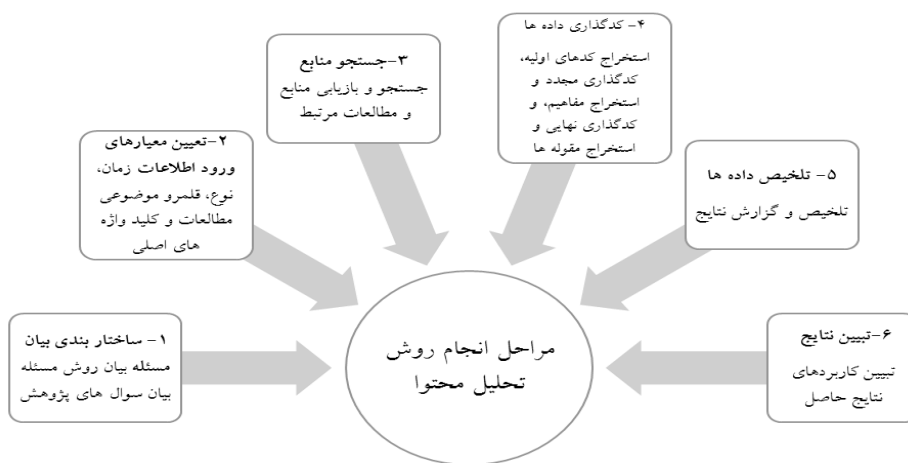 ۱- ساختار بندی بیان
مسئله بیان روش مسئله
بیان سوال های پژوهش
۲-تعیین معیارهای
ورود اطلاعات زمان،
نوع، قلمرو موضوعی
مطالعات و کلید واژه
های اصلی
۳-جستجو منابع
جستجو و بازیابی منابع
و مطالعات مرتبط
۴- کدگذاری داده ها
استخراج کدهای اولیه،
کدگذاری مجدد و
استخراج مفاهیم، و
کدگذاری نهایی و
استخراج مقوله ها
۵- تلخیص داده ها
تلخیص و گزارش نتایج
۶-تبیین نتایج
تبیین کاربردهای
نتایج حاصل
مراحل انجام روش
تحلیل محتوا